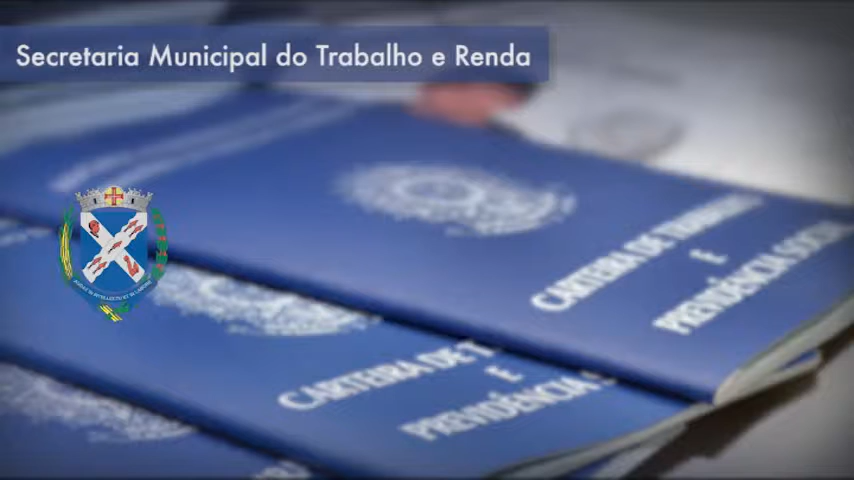 Secretaria Municipal do Trabalho e Renda
CARTEIRA DE TRABALHO
E
PREVIDÊNCIA SOCIAL
CARTEIRA DE
E
PREVIDÊNCIA